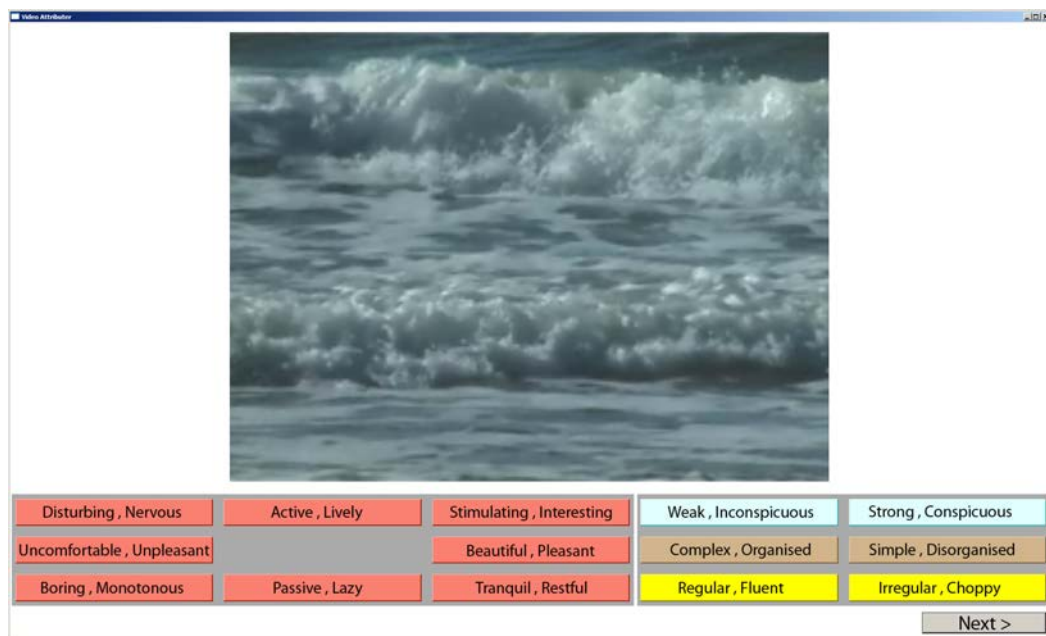 Video Attributer
Disturbing , Nervous
Active , Lively
Stimulating , Interesting
Weak , Inconspicuous
Strong , Conspicuous
Uncomfortable , Unpleasant
Beautiful , Pleasant
Complex , Organised
Simple , Disorganised
Boring , Monotonous
Passive , Lazy
Tranquil , Restful
Regular , Fluent
Irregular , Choppy
Next >